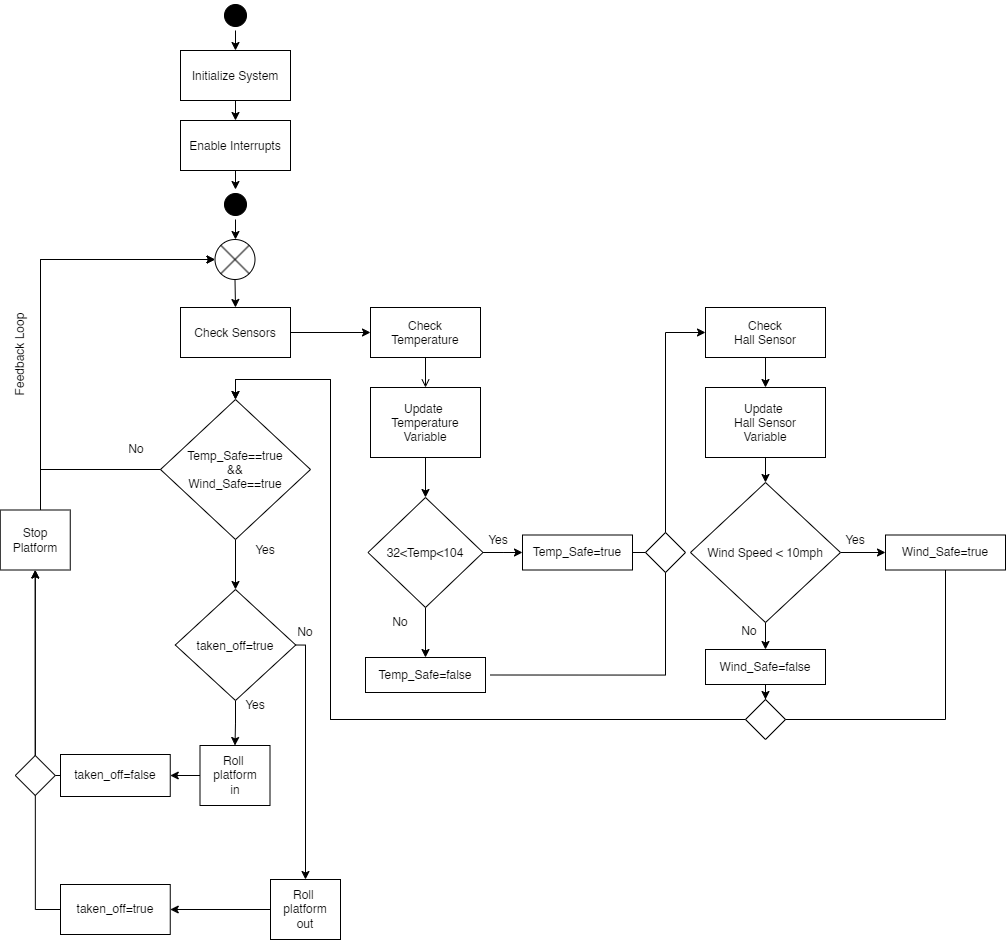 Initialize System
Enable Interrupts
Feedback Loop
Check Sensors
Check
Temperature
Check
Hall Sensor
Update
Temperature
Variable
Update
Hall Sensor
Variable
No
Temp_Safe==true
&&
Wind_Safe==true
Yes
32<Temp<104
Yes
Temp_Safe=true
No
Temp_Safe=false
Wind Speed < 10mph
Yes
Wind_Safe=true
No
Wind_Safe=false
Stop
Platform
taken_off=true
No
Yes
Roll
platform
in
taken_off=false
Roll
platform
out
taken_off=true